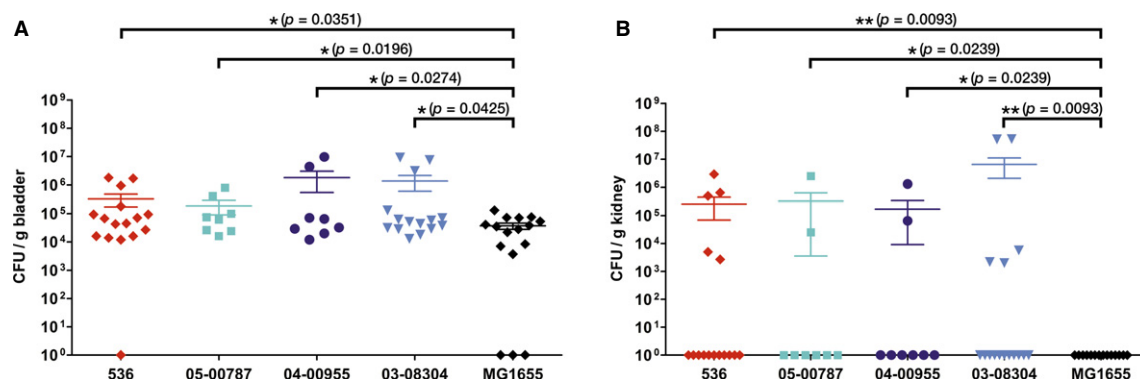 A
* (p = 0.0351)
* (p = 0.0196)
* (p = 0.0274)
* (p = 0.0425)
CFU / g bladder
10⁹
10⁸
10⁷
10⁶
10⁵
10⁴
10³
10²
10¹
10⁰
536 05-00787 04-00955 03-08304 MG1655
B
** (p = 0.0093)
* (p = 0.0239)
* (p = 0.0239)
** (p = 0.0093)
CFU / g kidney
10⁹
10⁸
10⁷
10⁶
10⁵
10⁴
10³
10²
10¹
10⁰
536 05-00787 04-00955 03-08304 MG1655